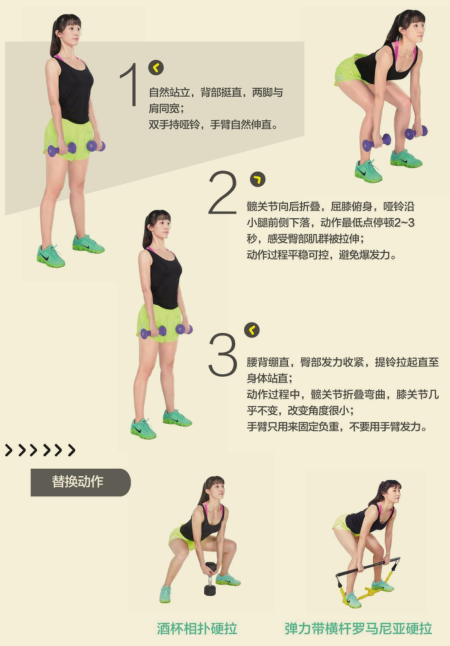 1
自然站立，背部挺直，两脚与
肩同宽；
双手持哑铃，手臂自然伸直。
2
髋关节向后折叠，屈膝俯身，哑铃沿
小腿前侧下落，动作最低点停顿2~3
秒，感受臀部肌群被拉伸；
动作过程平稳可控，避免爆发力。
3
腰背绷直，臀部发力收紧，提铃拉起直至
身体站直；
动作过程中，髋关节折叠弯曲，膝关节几
乎不变，改变角度很小；
手臂只用来固定负重，不要用手臂发力。
替换动作
酒杯相扑硬拉
弹力带横杆罗马尼亚硬拉